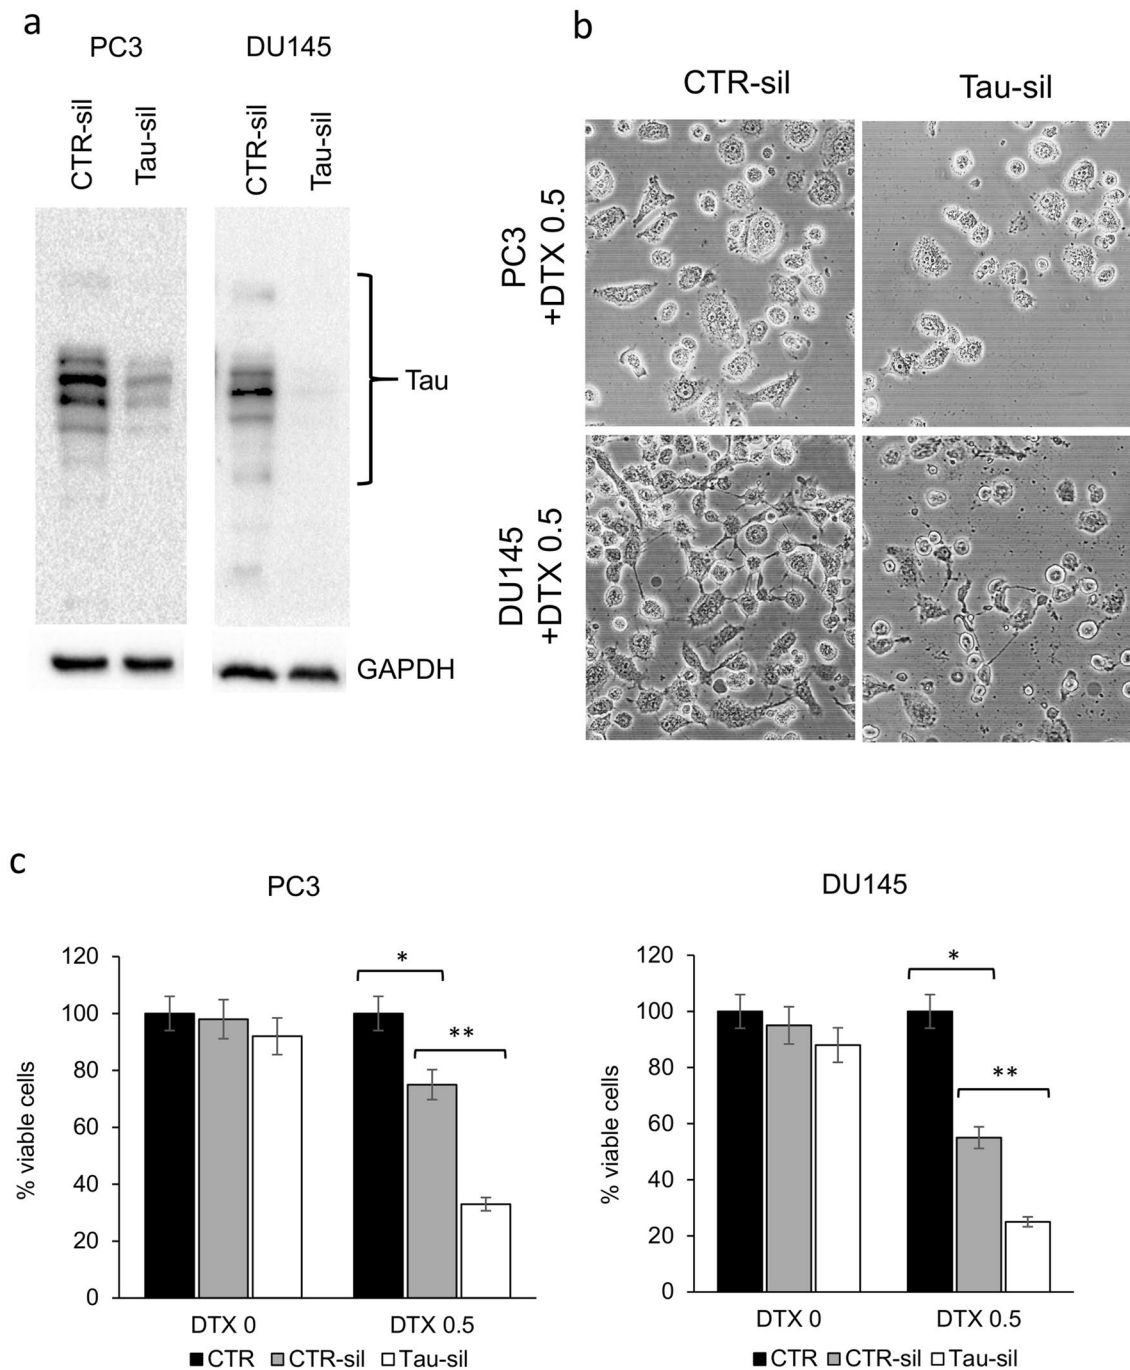 a
PC3 DU145
CTR-sil Tau-sil CTR-sil Tau-sil
Tau
GAPDH
b
CTR-sil Tau-sil
PC3
+DTX 0.5
DU145
+DTX 0.5
c
PC3
% viable cells
120
100
80
60
40
20
0
* **
DTX 0 DTX 0.5
CTR CTR-sil Tau-sil
DU145
% viable cells
120
100
80
60
40
20
0
* **
DTX 0 DTX 0.5
CTR CTR-sil Tau-sil